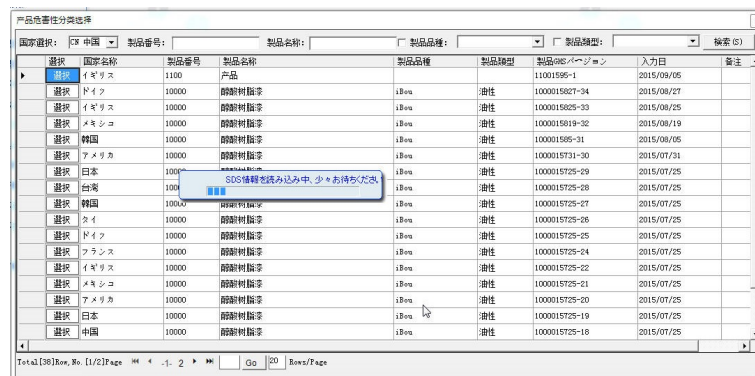 产品危害性分类选择
国家選択: CN 中国 製品番号: 製品名称: 製品品種: 製品類型: 検索(S)
選択 国家名称 製品番号 製品名称 製品品種 製品類型 製品GHSバージョン 入力日 备注
選択 イギリス 1100 产品 11001595-1 2015/09/05
選択 ドイツ 10000 醇酸树脂漆 iBou 油性 1000015827-34 2015/08/27
選択 イギリス 10000 醇酸树脂漆 iBou 油性 1000015825-33 2015/08/25
選択 メキシコ 10000 醇酸树脂漆 iBou 油性 1000015819-32 2015/08/19
選択 韓国 10000 醇酸树脂漆 iBou 油性 100001585-31 2015/08/05
選択 アメリカ 10000 醇酸树脂漆 iBou 油性 1000015731-30 2015/07/31
選択 日本 iBou 油性 1000015725-29 2015/07/25
SDS情報を読み込み中、少々お待ちください
選択 台湾 iBou 油性 1000015725-28 2015/07/25
選択 韓国 10000 醇酸树脂漆 iBou 油性 1000015725-27 2015/07/25
選択 タイ 10000 醇酸树脂漆 iBou 油性 1000015725-26 2015/07/25
選択 ドイツ 10000 醇酸树脂漆 iBou 油性 1000015725-25 2015/07/25
選択 フランス 10000 醇酸树脂漆 iBou 油性 1000015725-24 2015/07/25
選択 イギリス 10000 醇酸树脂漆 iBou 油性 1000015725-22 2015/07/25
選択 メキシコ 10000 醇酸树脂漆 iBou 油性 1000015725-21 2015/07/25
選択 アメリカ 10000 醇酸树脂漆 iBou 油性 1000015725-20 2015/07/25
選択 日本 10000 醇酸树脂漆 iBou 油性 1000015725-19 2015/07/25
選択 中国 10000 醇酸树脂漆 iBou 油性 1000015725-18 2015/07/25
Total[38]Row,No.[1/2]Page -1- 2 Go 20 Rows/Page